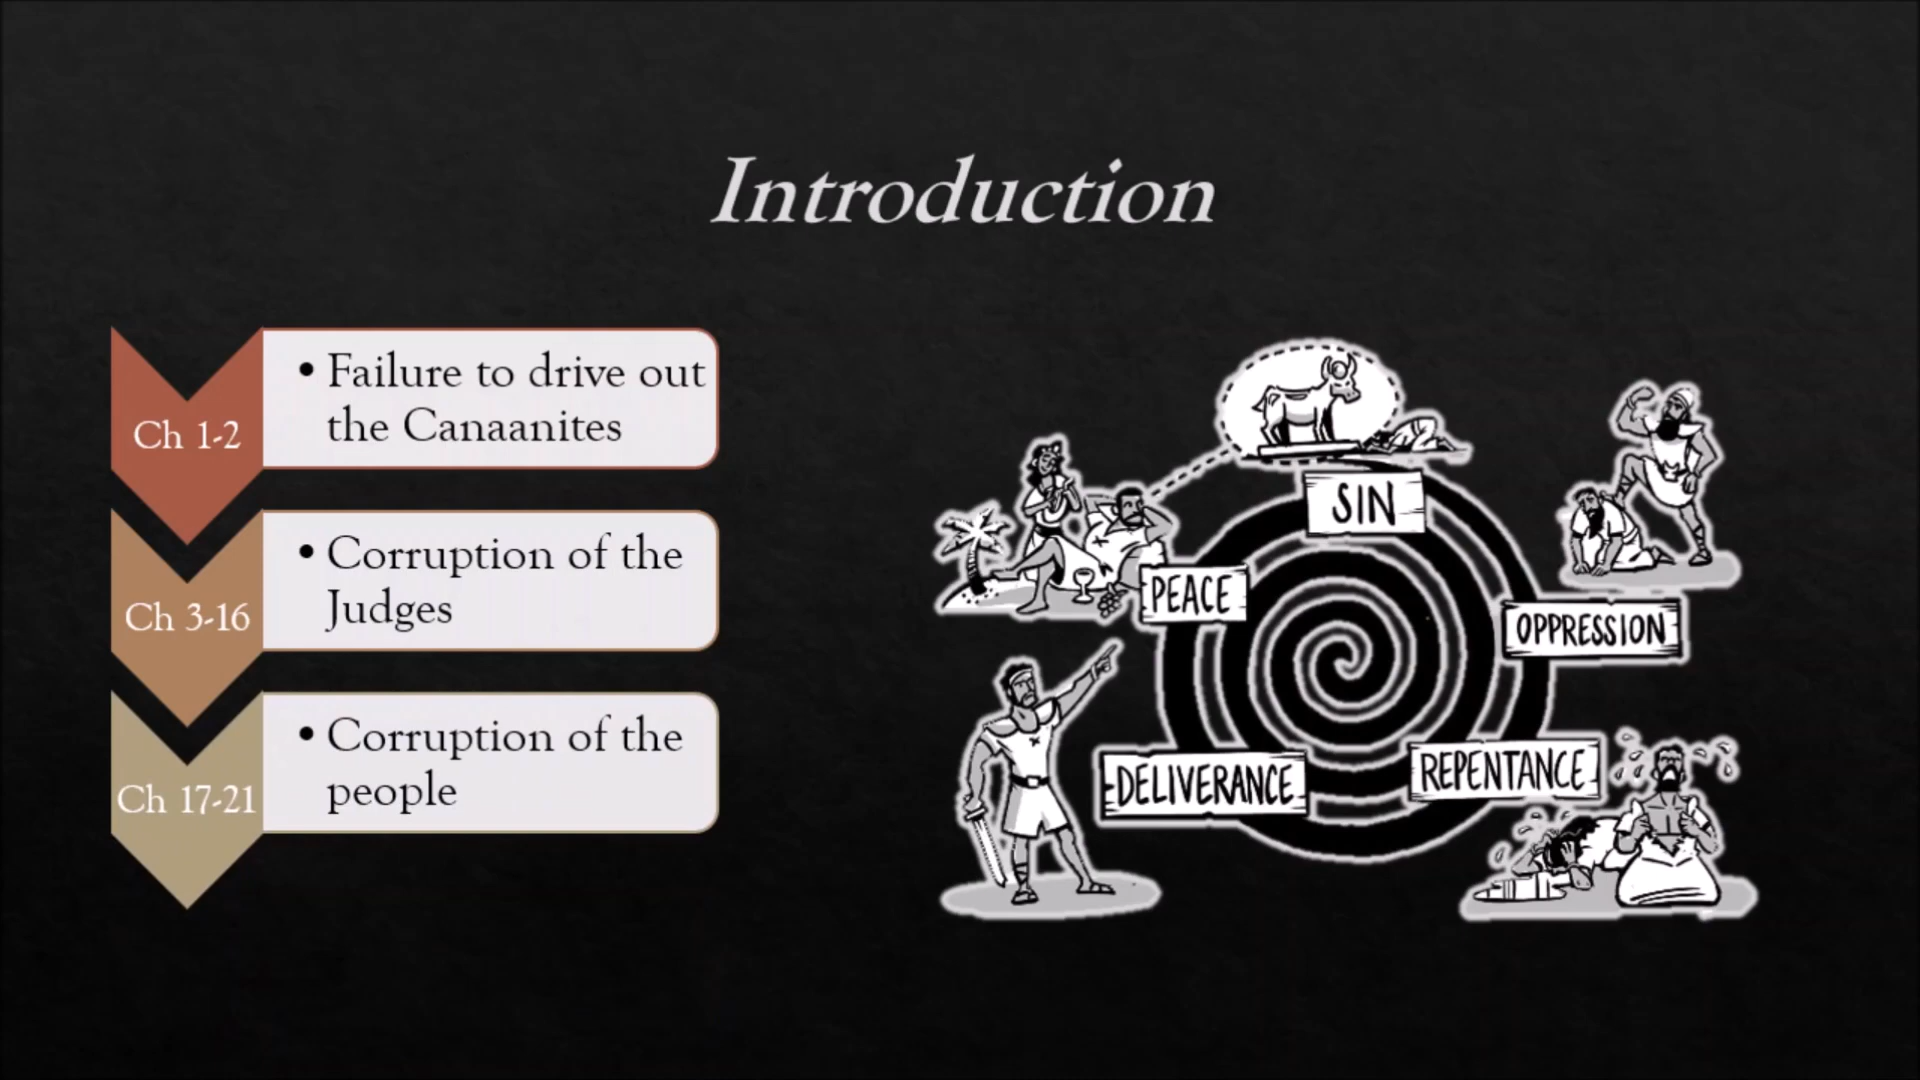 Introduction
Ch 1-2
• Failure to drive out
the Canaanites
Ch 3-16
• Corruption of the
Judges
Ch 17-21
• Corruption of the
people
SIN
PEACE
OPPRESSION
DELIVERANCE
REPENTANCE